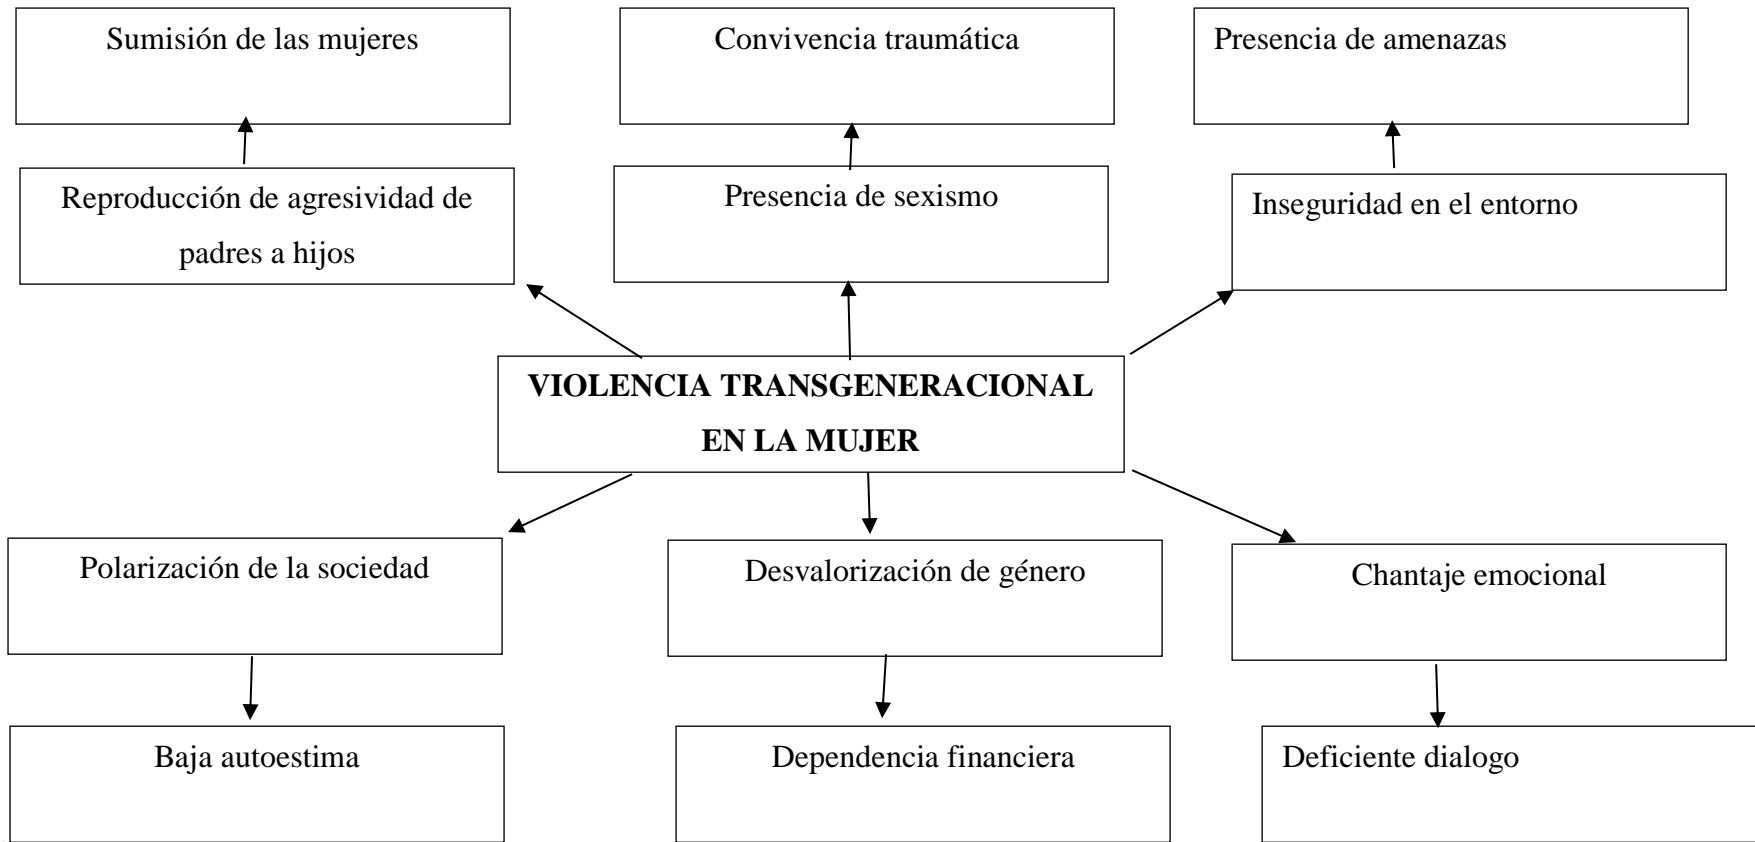 Sumisión de las mujeres
Convivencia traumática
Presencia de amenazas
Reproducción de agresividad de
padres a hijos
Presencia de sexismo
Inseguridad en el entorno
VIOLENCIA TRANSGENERACIONAL
EN LA MUJER
Polarización de la sociedad
Desvalorización de género
Chantaje emocional
Baja autoestima
Dependencia financiera
Deficiente dialogo